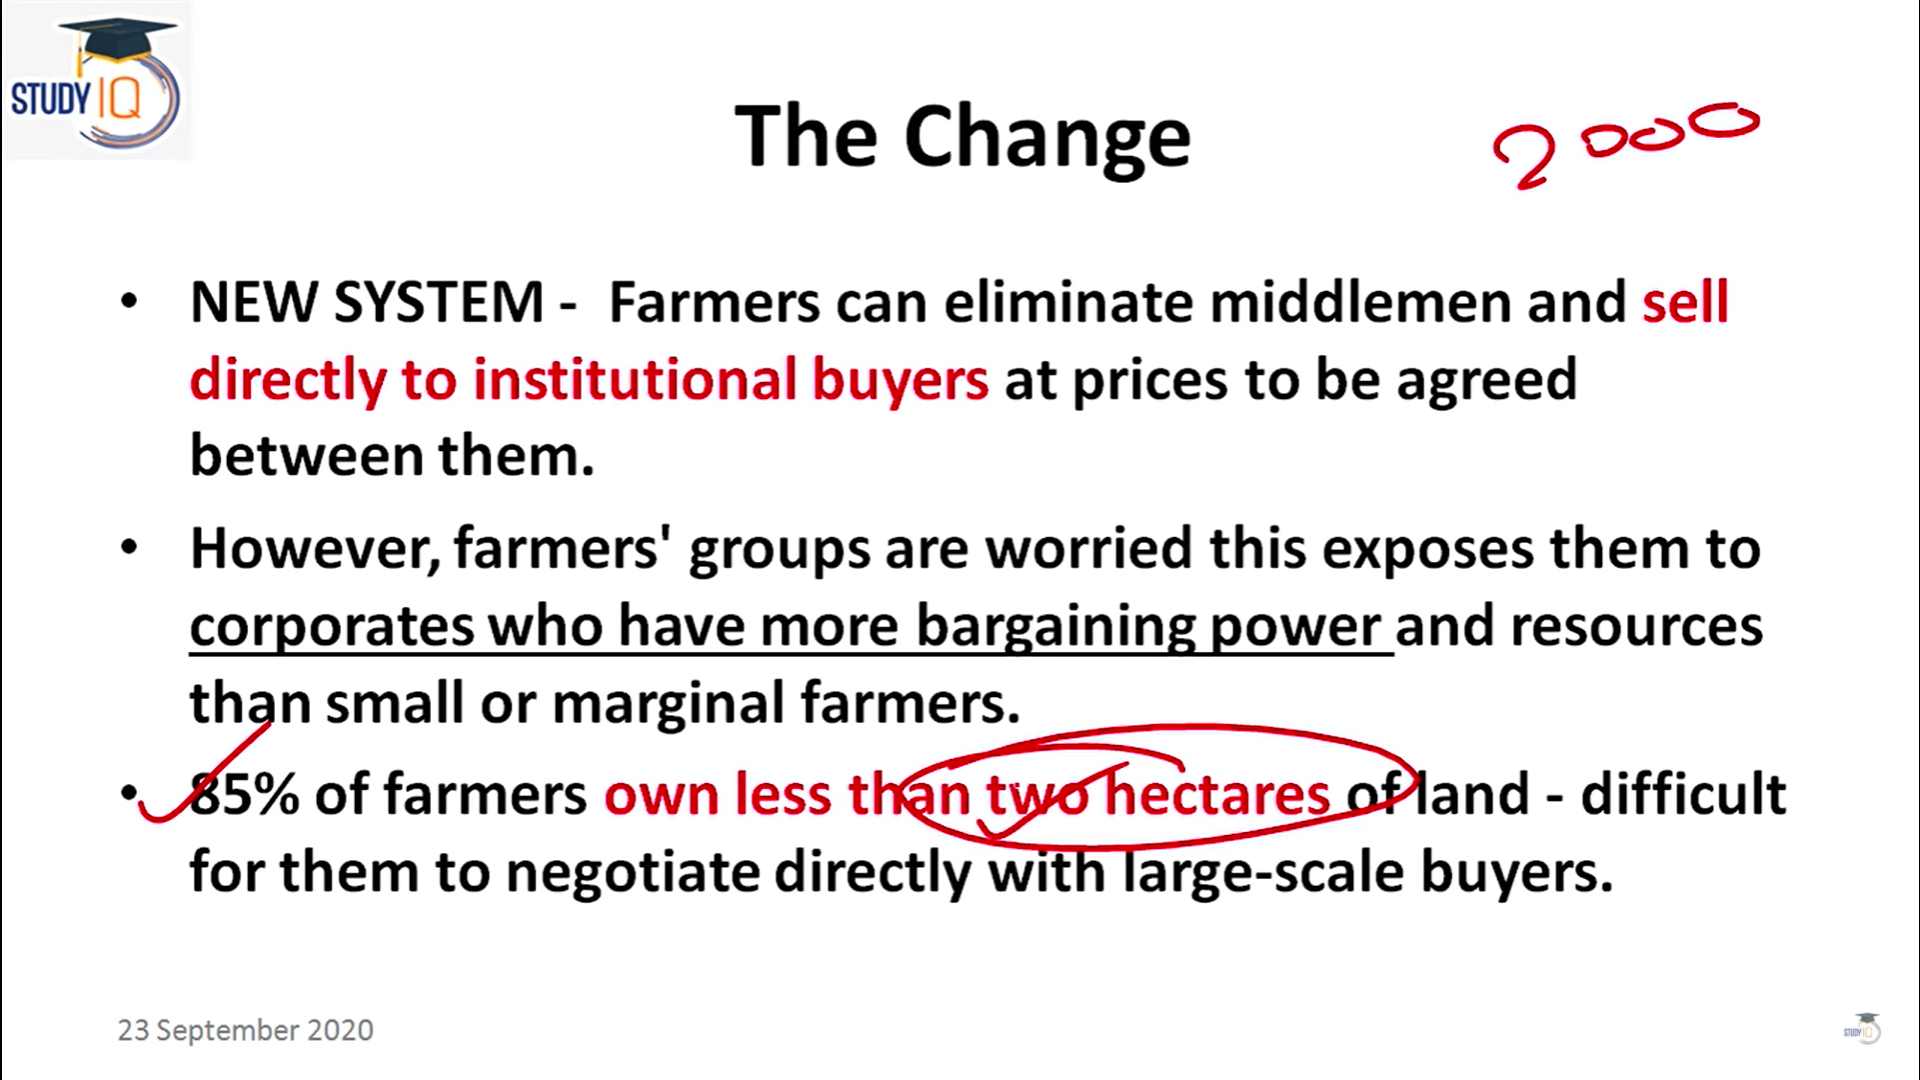 STUDY IQ
The Change
2000
• NEW SYSTEM - Farmers can eliminate middlemen and sell
directly to institutional buyers at prices to be agreed
between them.
• However, farmers' groups are worried this exposes them to
corporates who have more bargaining power and resources
than small or marginal farmers.
• 85% of farmers own less than two hectares of land - difficult
for them to negotiate directly with large-scale buyers.
23 September 2020
STUDY IQ